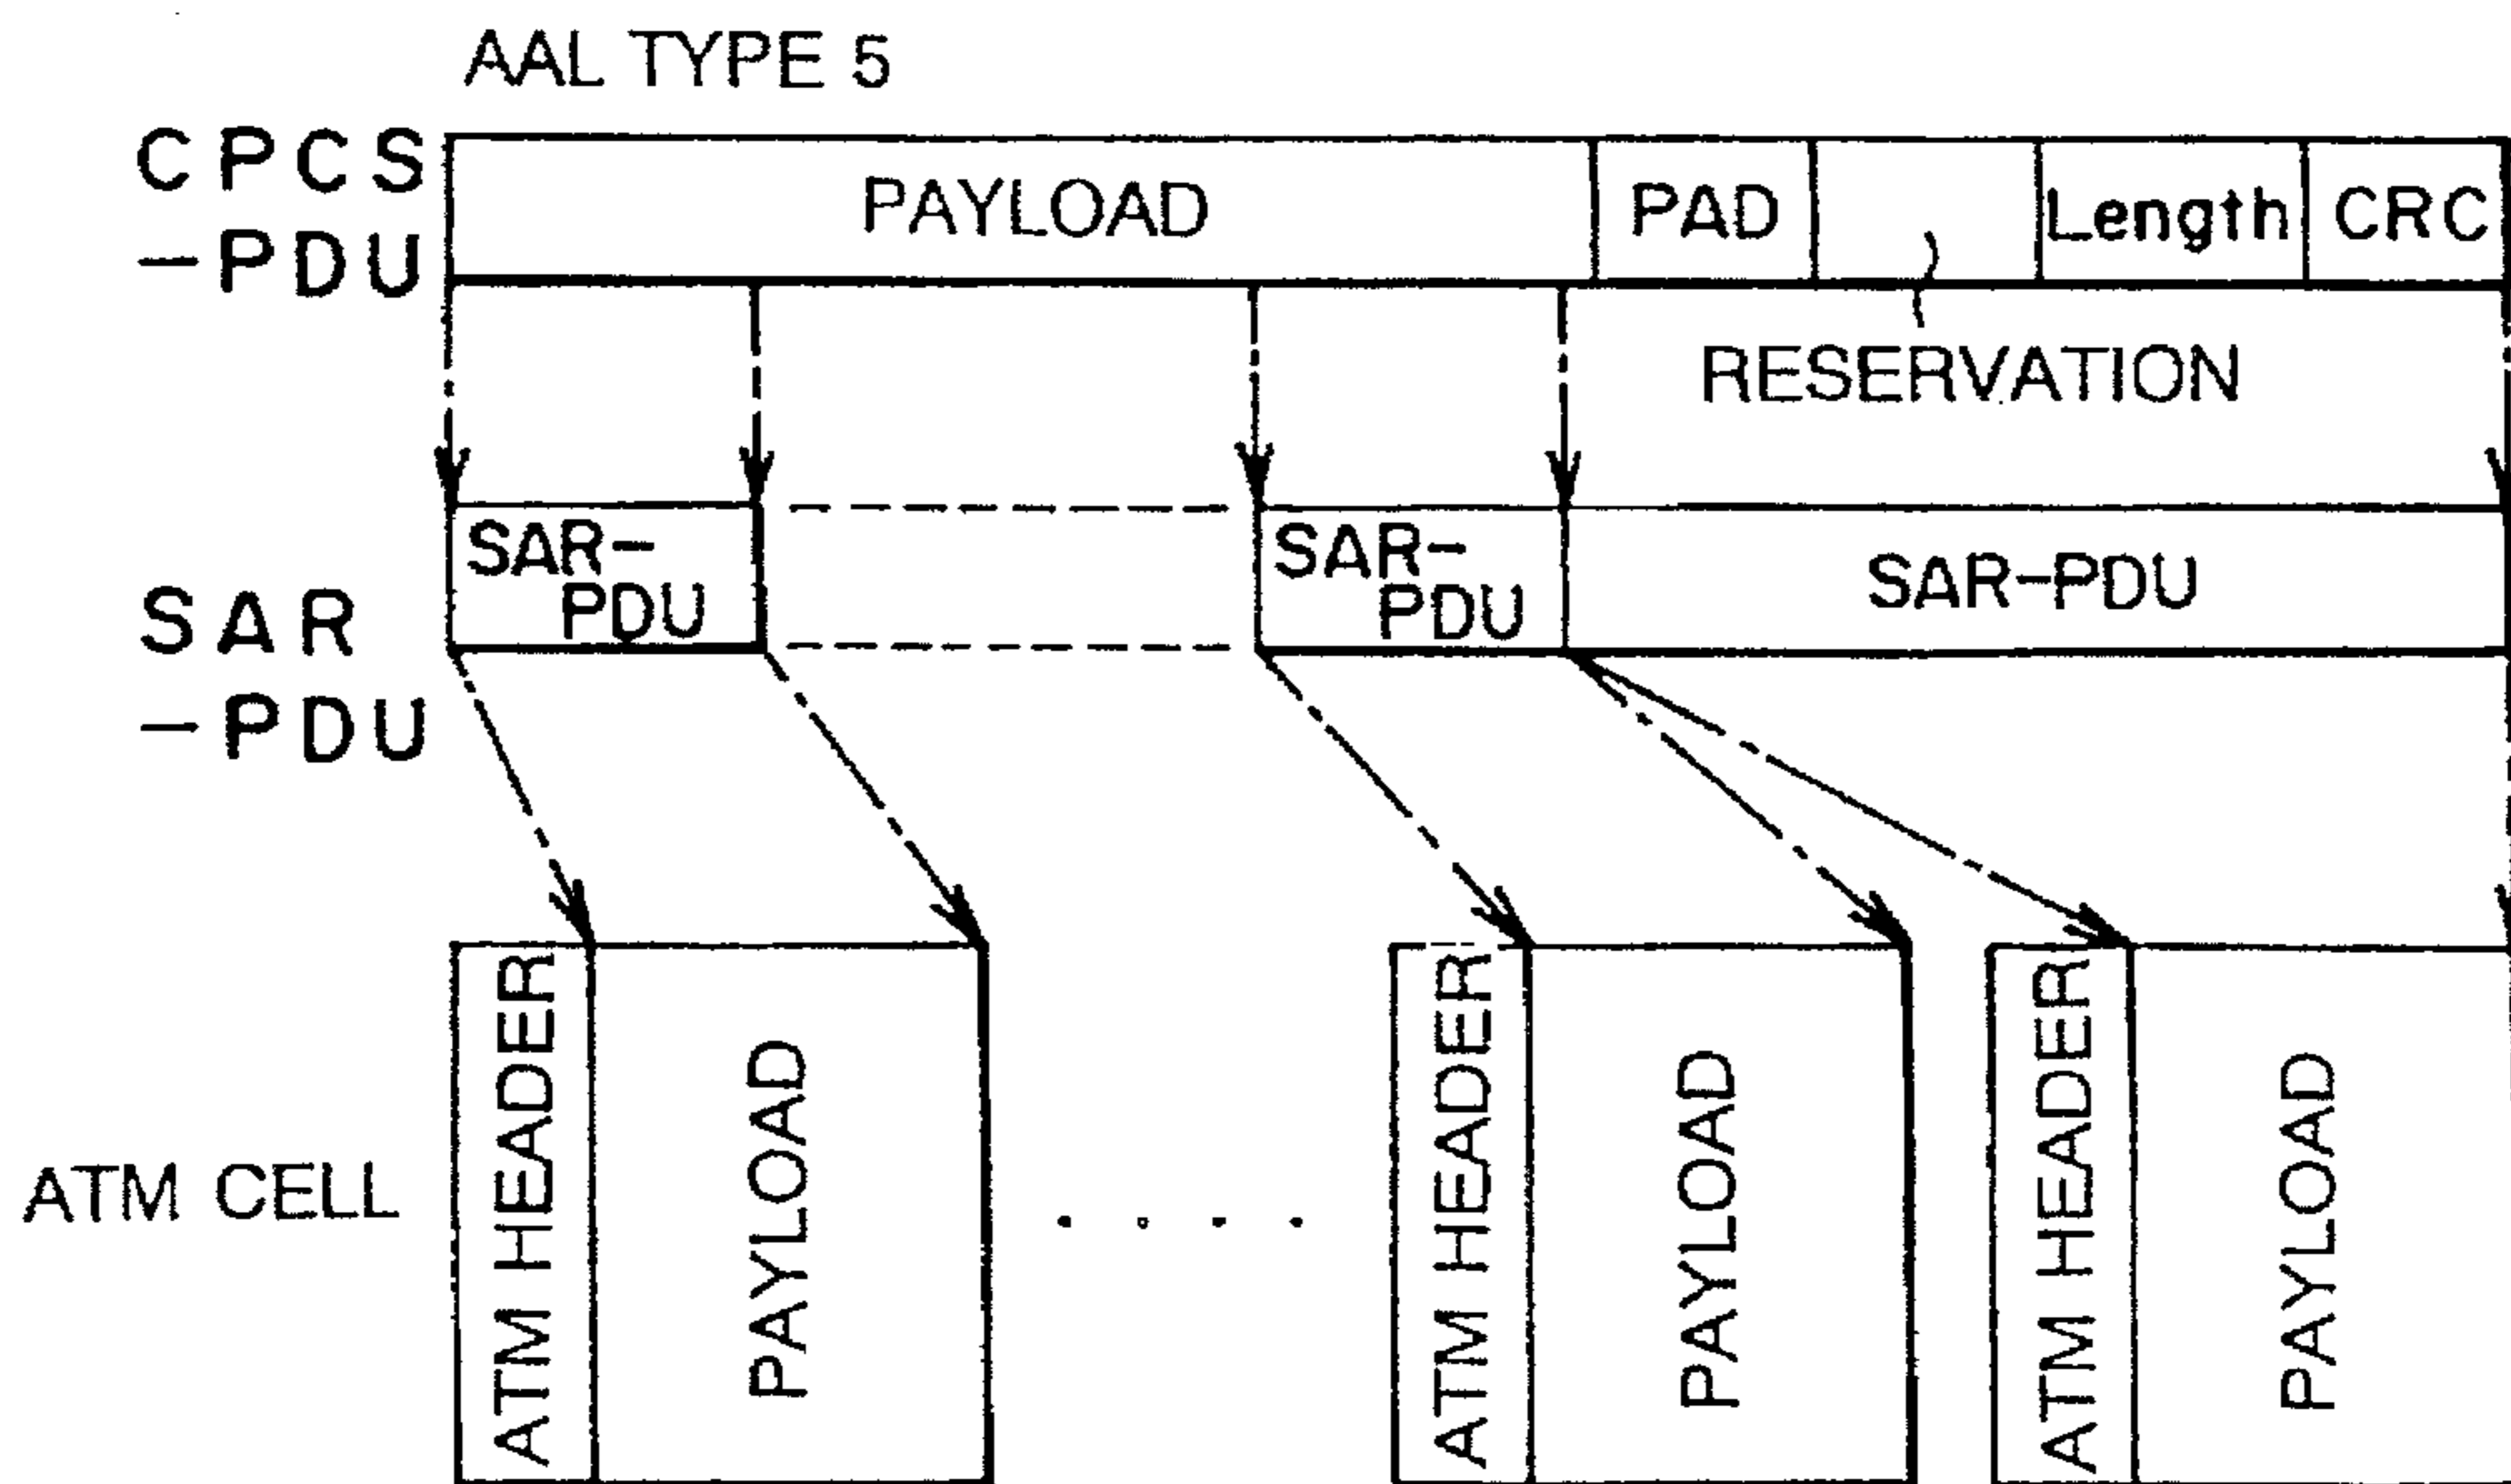 AAL TYPE 5
CPCS
-PDU
PAYLOAD
PAD
Length
CRC
RESERVATION
SAR
-PDU
SAR-
PDU
SAR-
PDU
SAR-PDU
ATM CELL
ATM HEADER
PAYLOAD
. . . .
ATM HEADER
PAYLOAD
ATM HEADER
PAYLOAD